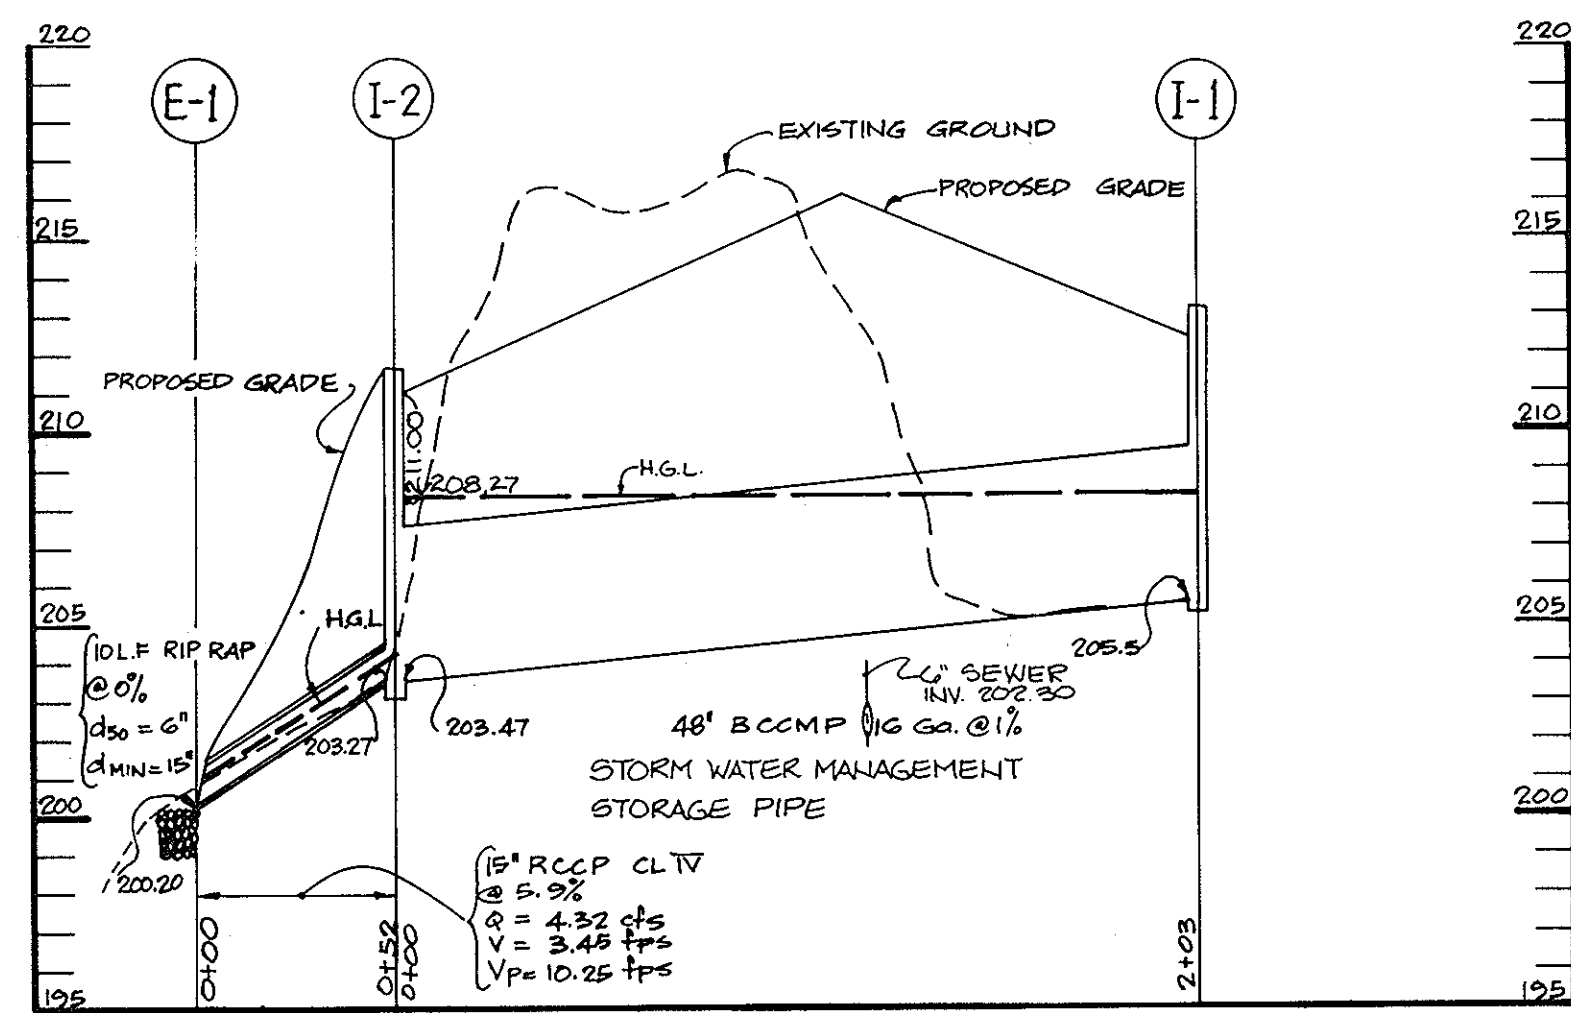 220
220
E-1
I-2
I-1
EXISTING GROUND
PROPOSED GRADE
215
215
PROPOSED GRADE
210
210
211.00
208.27
H.G.L.
205
205
H.G.L
10 L.F RIP RAP
@ 0%
d50 = 6"
dMIN = 15"
203.27
203.47
205.5
6" SEWER
INV. 202.30
48" BCCMP 16 Ga. @ 1%
STORM WATER MANAGEMENT
STORAGE PIPE
200
200
200.20
15" RCCP CL IV
@ 5.9%
Q = 4.32 cfs
V = 3.45 fps
VP= 10.25 fps
0+00
0+52
0+00
2+03
195
195